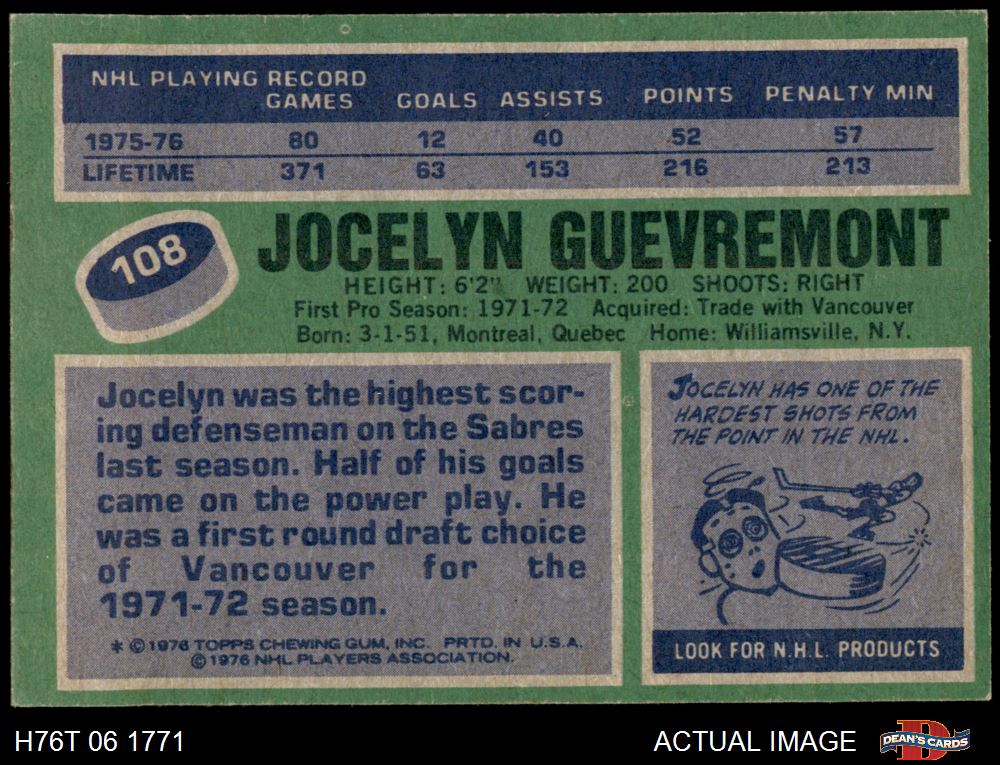 NHL PLAYING RECORD
GAMES GOALS ASSISTS POINTS PENALTY MIN
1975-76 80 12 40 52 57
LIFETIME 371 63 153 216 213
108
JOCELYN GUEVREMONT
HEIGHT: 6'2" WEIGHT: 200 SHOOTS: RIGHT
First Pro Season: 1971-72 Acquired: Trade with Vancouver
Born: 3-1-51, Montreal, Quebec Home: Williamsville, N.Y.
Jocelyn was the highest scor-
ing defenseman on the Sabres
last season. Half of his goals
came on the power play. He
was a first round draft choice
of Vancouver for the
1971-72 season.
* © 1976 TOPPS CHEWING GUM, INC. PRTD. IN U.S.A.
© 1976 NHL PLAYERS ASSOCIATION.
JOCELYN HAS ONE OF THE
HARDEST SHOTS FROM
THE POINT IN THE NHL.
LOOK FOR N.H.L. PRODUCTS
H76T 06 1771 ACTUAL IMAGE D DEAN'S CARDS